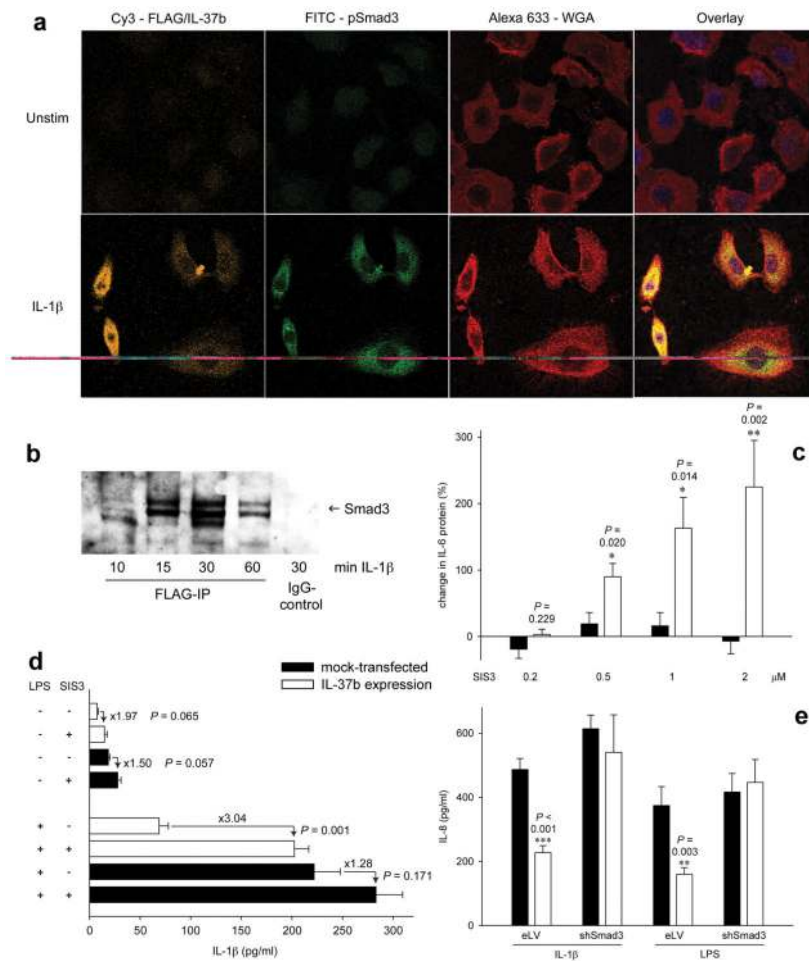 a
Cy3 - FLAG/IL-37b FITC - pSmad3 Alexa 633 - WGA Overlay
Unstim
IL-1β
b
← Smad3
10 15 30 60 30 min IL-1β
FLAG-IP IgG-control
c
change in IL-6 protein (%)
300
200
100
0
P = 0.229
P = 0.020
*
P = 0.014
*
P = 0.002
**
SIS3 0.2 0.5 1 2 μM
d
mock-transfected
IL-37b expression
LPS SIS3
- - x1.97 P = 0.065
- +
- - x1.50 P = 0.057
- +
+ - x3.04
+ + P = 0.001
+ - x1.28
+ + P = 0.171
0 50 100 150 200 250 300
IL-1β (pg/ml)
e
IL-8 (pg/ml)
600
400
200
0
P < 0.001
***
P = 0.003
**
eLV shSmad3 eLV shSmad3
IL-1β LPS